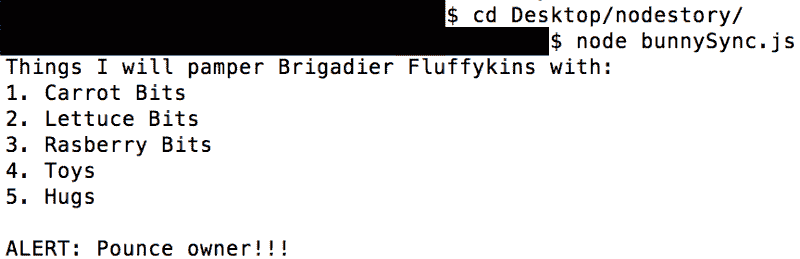 $ cd Desktop/nodestory/
$ node bunnySync.js
Things I will pamper Brigadier Fluffykins with:
1. Carrot Bits
2. Lettuce Bits
3. Rasberry Bits
4. Toys
5. Hugs
ALERT: Pounce owner!!!